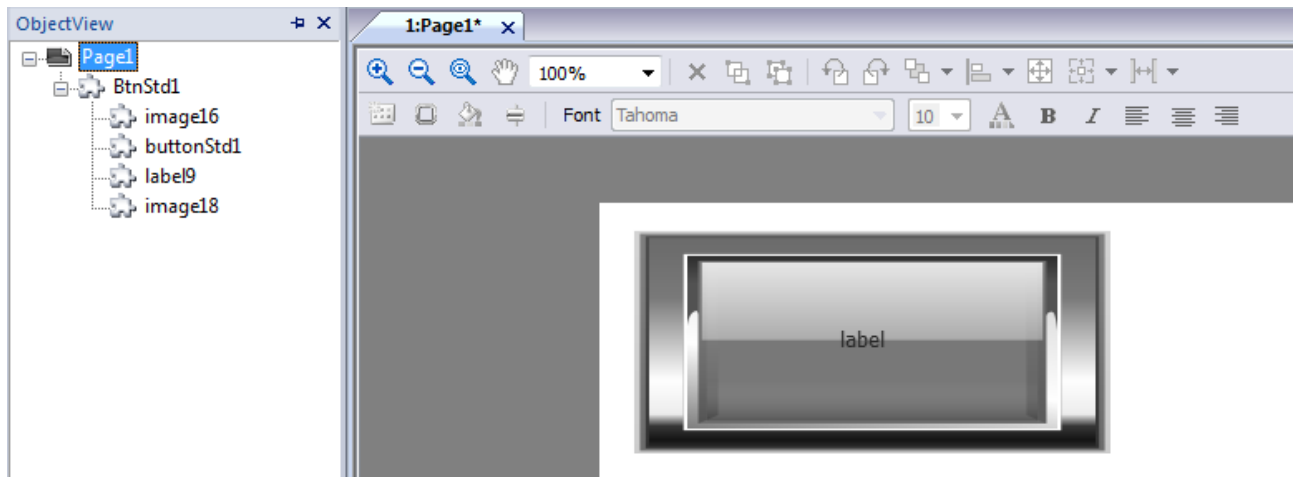 ObjectView
Page1
BtnStd1
image16
buttonStd1
label9
image18
1:Page1*
100%
Font Tahoma 10 A B I
label